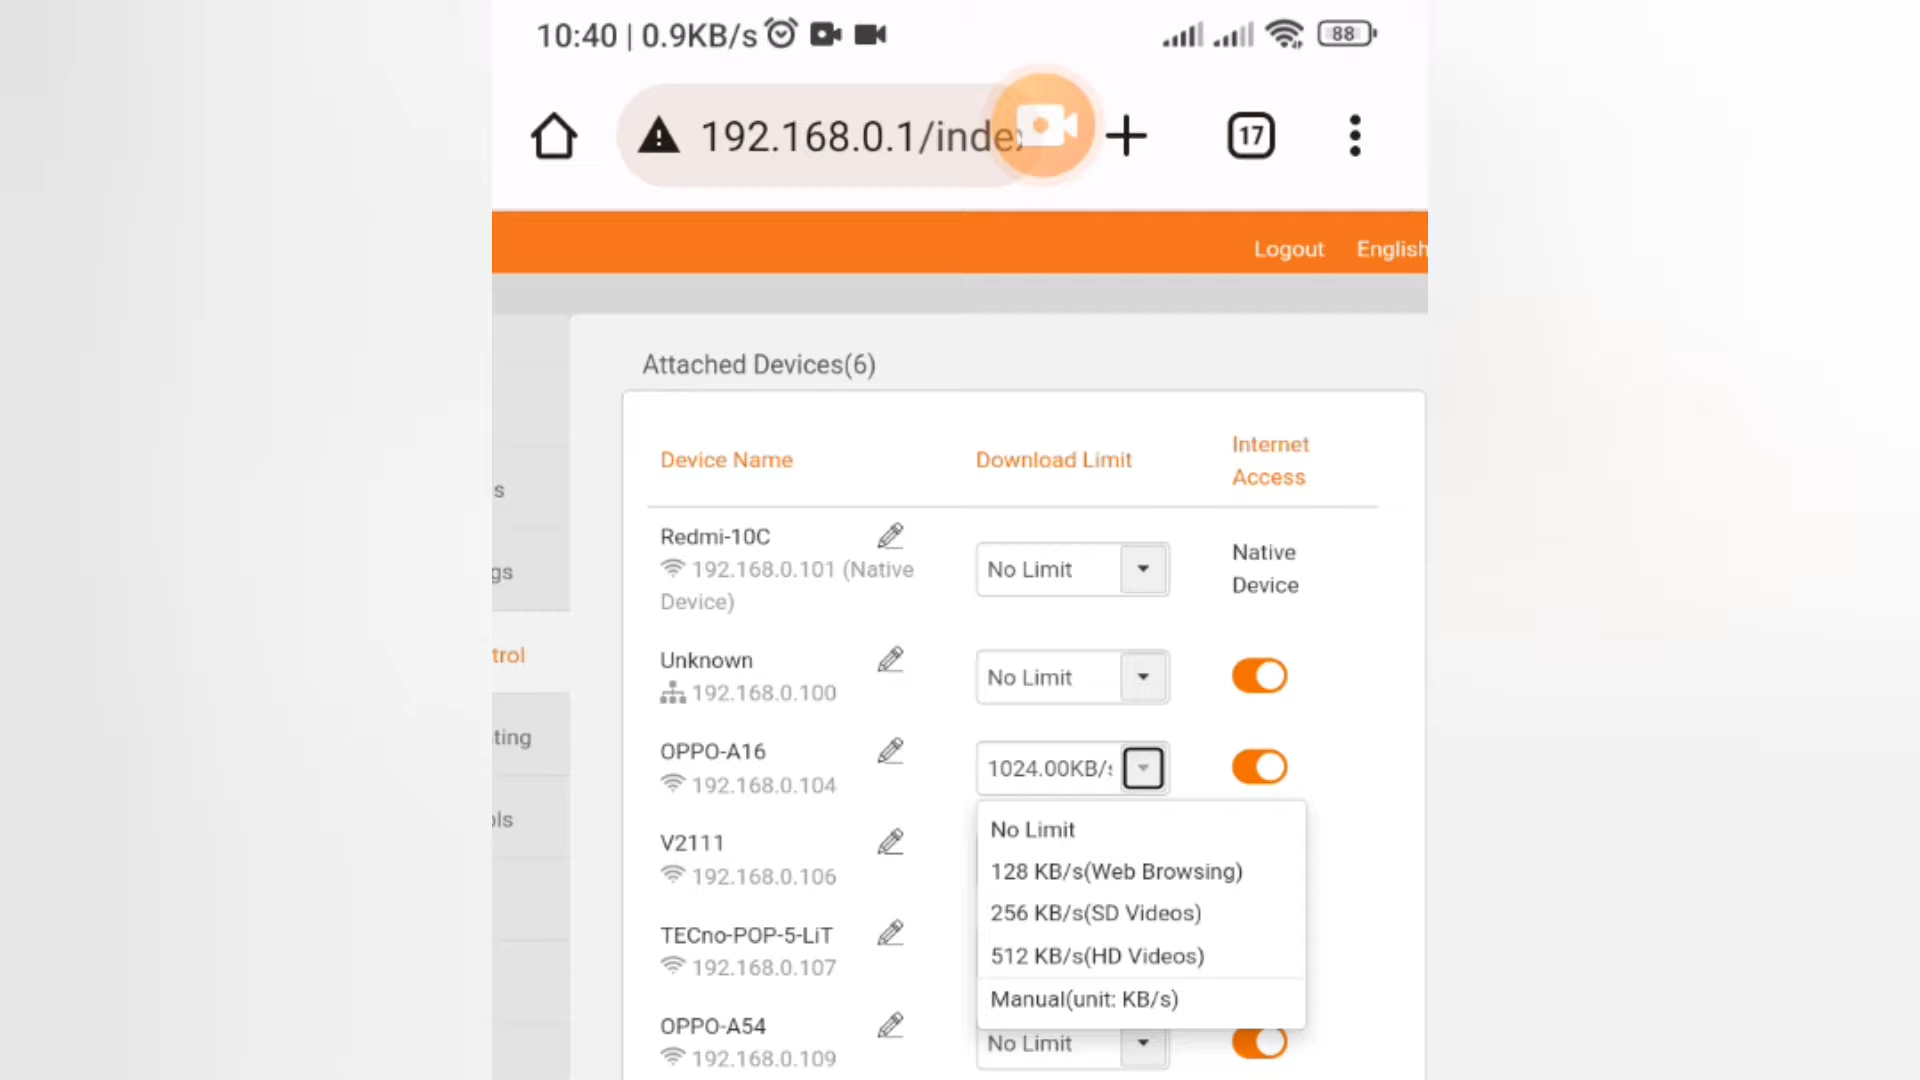 10:40 | 0.9KB/s
88
192.168.0.1/index
17
Logout English
Attached Devices(6)
Device Name Download Limit Internet Access
Redmi-10C
192.168.0.101 (Native Device)
No Limit
Native Device
Unknown
192.168.0.100
No Limit
OPPO-A16
192.168.0.104
1024.00KB/s
No Limit
128 KB/s(Web Browsing)
256 KB/s(SD Videos)
512 KB/s(HD Videos)
Manual(unit: KB/s)
V2111
192.168.0.106
TECno-POP-5-LiT
192.168.0.107
OPPO-A54
192.168.0.109
No Limit
s
gs
trol
ting
ols